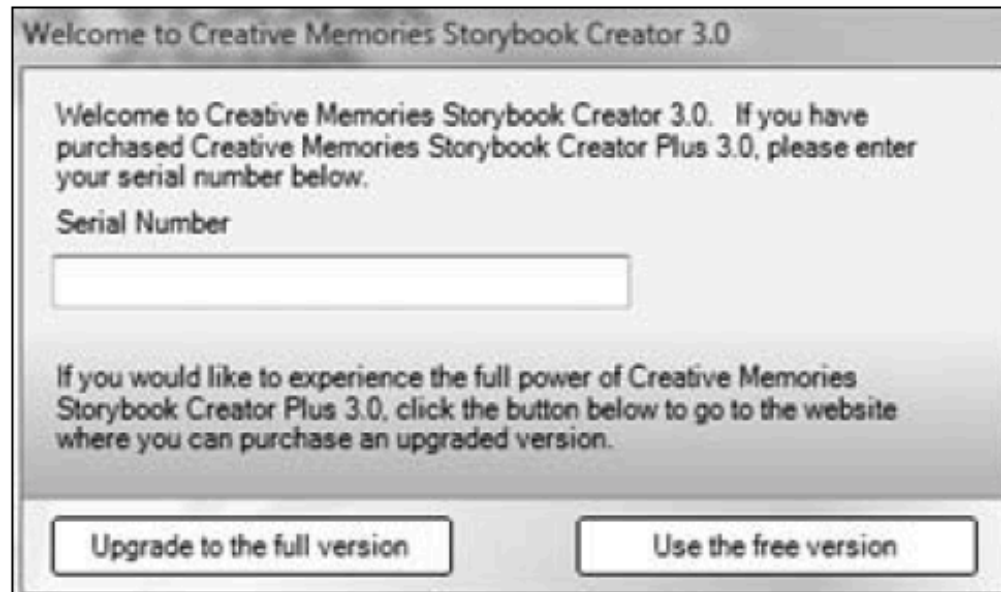 Welcome to Creative Memories Storybook Creator 3.0
Welcome to Creative Memories Storybook Creator 3.0. If you have
purchased Creative Memories Storybook Creator Plus 3.0, please enter
your serial number below.
Serial Number
If you would like to experience the full power of Creative Memories
Storybook Creator Plus 3.0, click the button below to go to the website
where you can purchase an upgraded version.
Upgrade to the full version
Use the free version